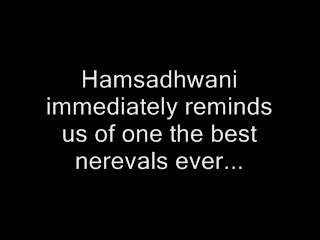 Hamsadhwani
immediately reminds
us of one the best
nerevals ever...